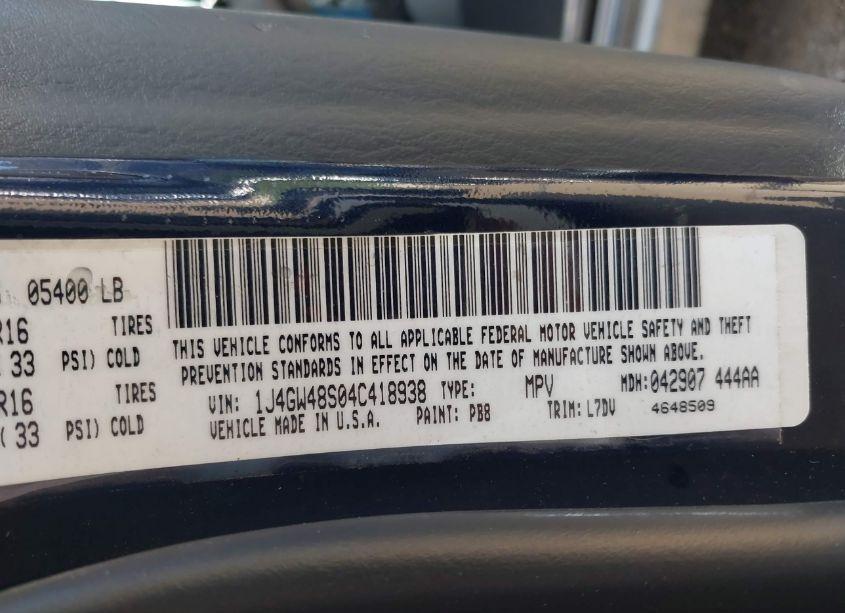 05400 LB
R16 TIRES
33 PSI) COLD
R16 TIRES
( 33 PSI) COLD
THIS VEHICLE CONFORMS TO ALL APPLICABLE FEDERAL MOTOR VEHICLE SAFETY AND THEFT
PREVENTION STANDARDS IN EFFECT ON THE DATE OF MANUFACTURE SHOWN ABOVE.
VIN: 1J4GW48S04C418938 TYPE: MPV MDH:042907 444AA
VEHICLE MADE IN U.S.A. PAINT: PB8 TRIM: L7DV 4648509